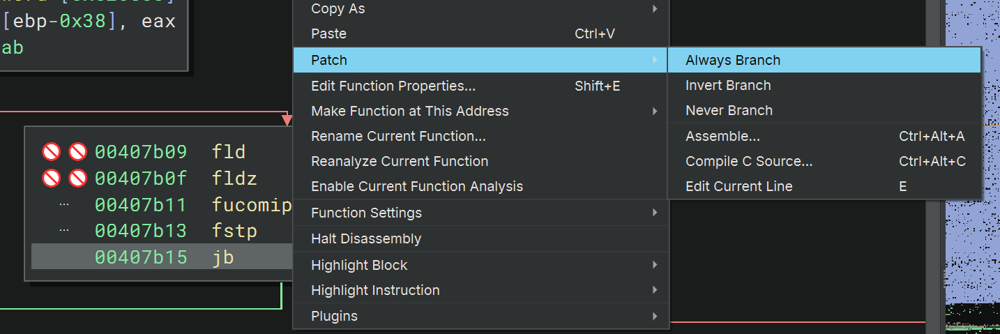 [ebp-0x38], eax
ab
00407b09 fld
00407b0f fldz
… 00407b11 fucomip
… 00407b13 fstp
00407b15 jb
Copy As
Paste Ctrl+V
Patch
Edit Function Properties... Shift+E
Make Function at This Address
Rename Current Function...
Reanalyze Current Function
Enable Current Function Analysis
Function Settings
Halt Disassembly
Highlight Block
Highlight Instruction
Plugins
Always Branch
Invert Branch
Never Branch
Assemble... Ctrl+Alt+A
Compile C Source... Ctrl+Alt+C
Edit Current Line E